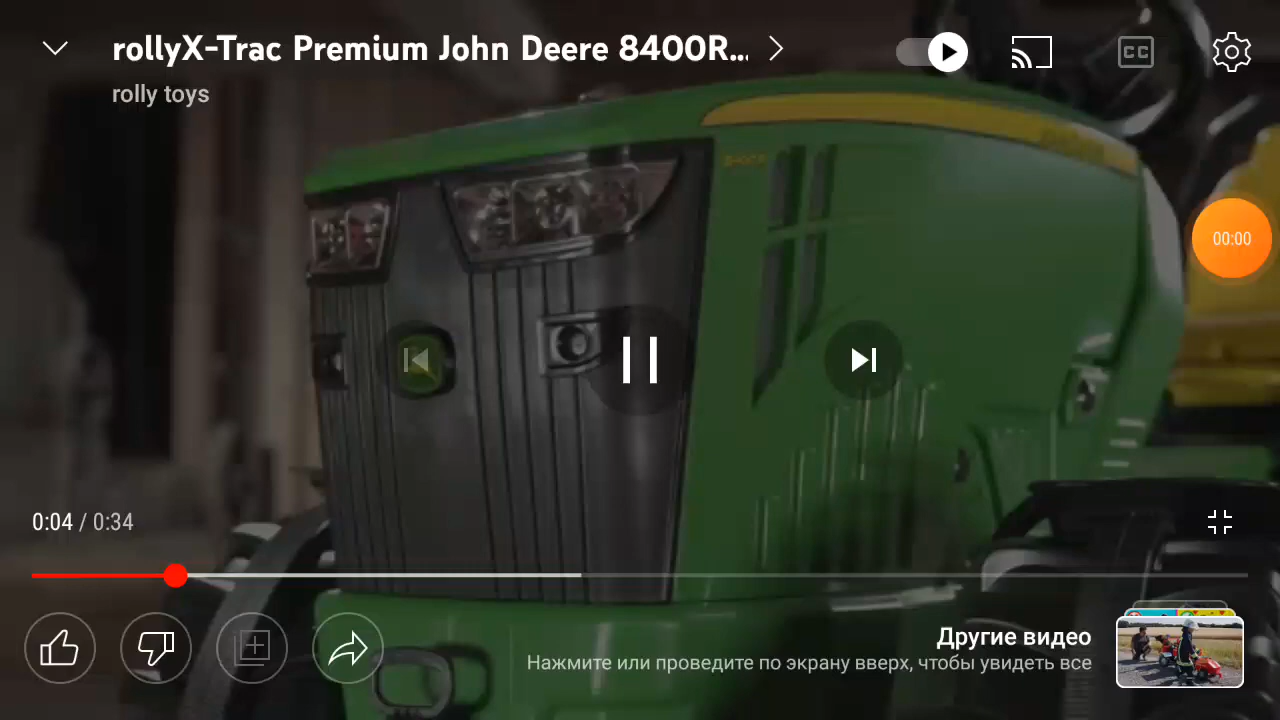 rollyX-Trac Premium John Deere 8400R...
rolly toys
CC
00:00
0:04 / 0:34
Другие видео
Нажмите или проведите по экрану вверх, чтобы увидеть все